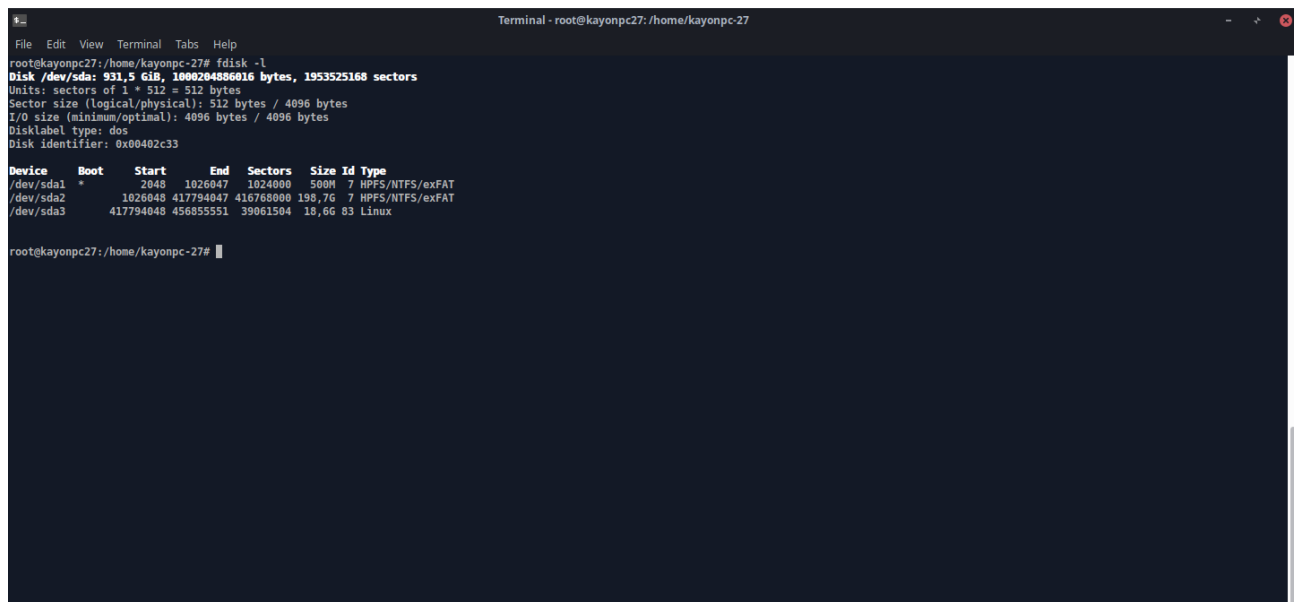 Terminal - root@kayonpc27: /home/kayonpc-27
File Edit View Terminal Tabs Help
root@kayonpc27:/home/kayonpc-27# fdisk -l
Disk /dev/sda: 931,5 GiB, 1000204886016 bytes, 1953525168 sectors
Units: sectors of 1 * 512 = 512 bytes
Sector size (logical/physical): 512 bytes / 4096 bytes
I/O size (minimum/optimal): 4096 bytes / 4096 bytes
Disklabel type: dos
Disk identifier: 0x00402c33
Device Boot Start End Sectors Size Id Type
/dev/sda1 * 2048 1026047 1024000 500M 7 HPFS/NTFS/exFAT
/dev/sda2 1026048 417794047 416768000 198,7G 7 HPFS/NTFS/exFAT
/dev/sda3 417794048 456855551 39061504 18,6G 83 Linux
root@kayonpc27:/home/kayonpc-27#